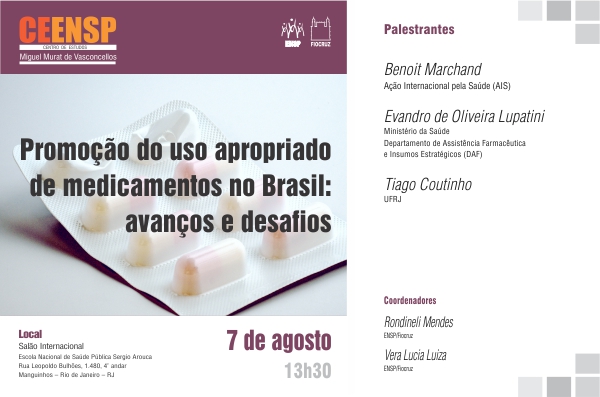 CEENSP
CENTRO DE ESTUDOS
Miguel Murat de Vasconcellos
ENSP
FIOCRUZ
Promoção do uso apropriado
de medicamentos no Brasil:
avanços e desafios
Local
Salão Internacional
Escola Nacional de Saúde Pública Sergio Arouca
Rua Leopoldo Bulhões, 1.480, 4° andar
Manguinhos – Rio de Janeiro – RJ
7 de agosto
13h30
Palestrantes
Benoit Marchand
Ação Internacional pela Saúde (AIS)
Evandro de Oliveira Lupatini
Ministério da Saúde
Departamento de Assistência Farmacêutica
e Insumos Estratégicos (DAF)
Tiago Coutinho
UFRJ
Coordenadores
Rondineli Mendes
ENSP/Fiocruz
Vera Lucia Luiza
ENSP/Fiocruz